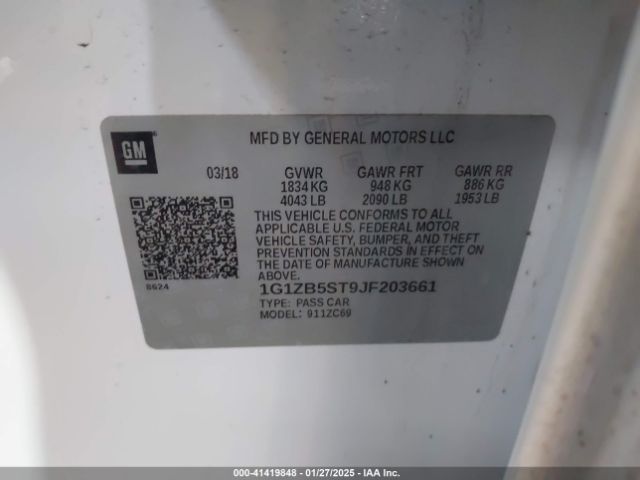 GM
MFD BY GENERAL MOTORS LLC
03/18 GVWR GAWR FRT GAWR RR
1834 KG 948 KG 886 KG
4043 LB 2090 LB 1953 LB
THIS VEHICLE CONFORMS TO ALL
APPLICABLE U.S. FEDERAL MOTOR
VEHICLE SAFETY, BUMPER, AND THEFT
PREVENTION STANDARDS IN EFFECT ON
THE DATE OF MANUFACTURE SHOWN
ABOVE.
8624
1G1ZB5ST9JF203661
TYPE: PASS CAR
MODEL: 911ZC69
000-41419848 - 01/27/2025 - IAA Inc.